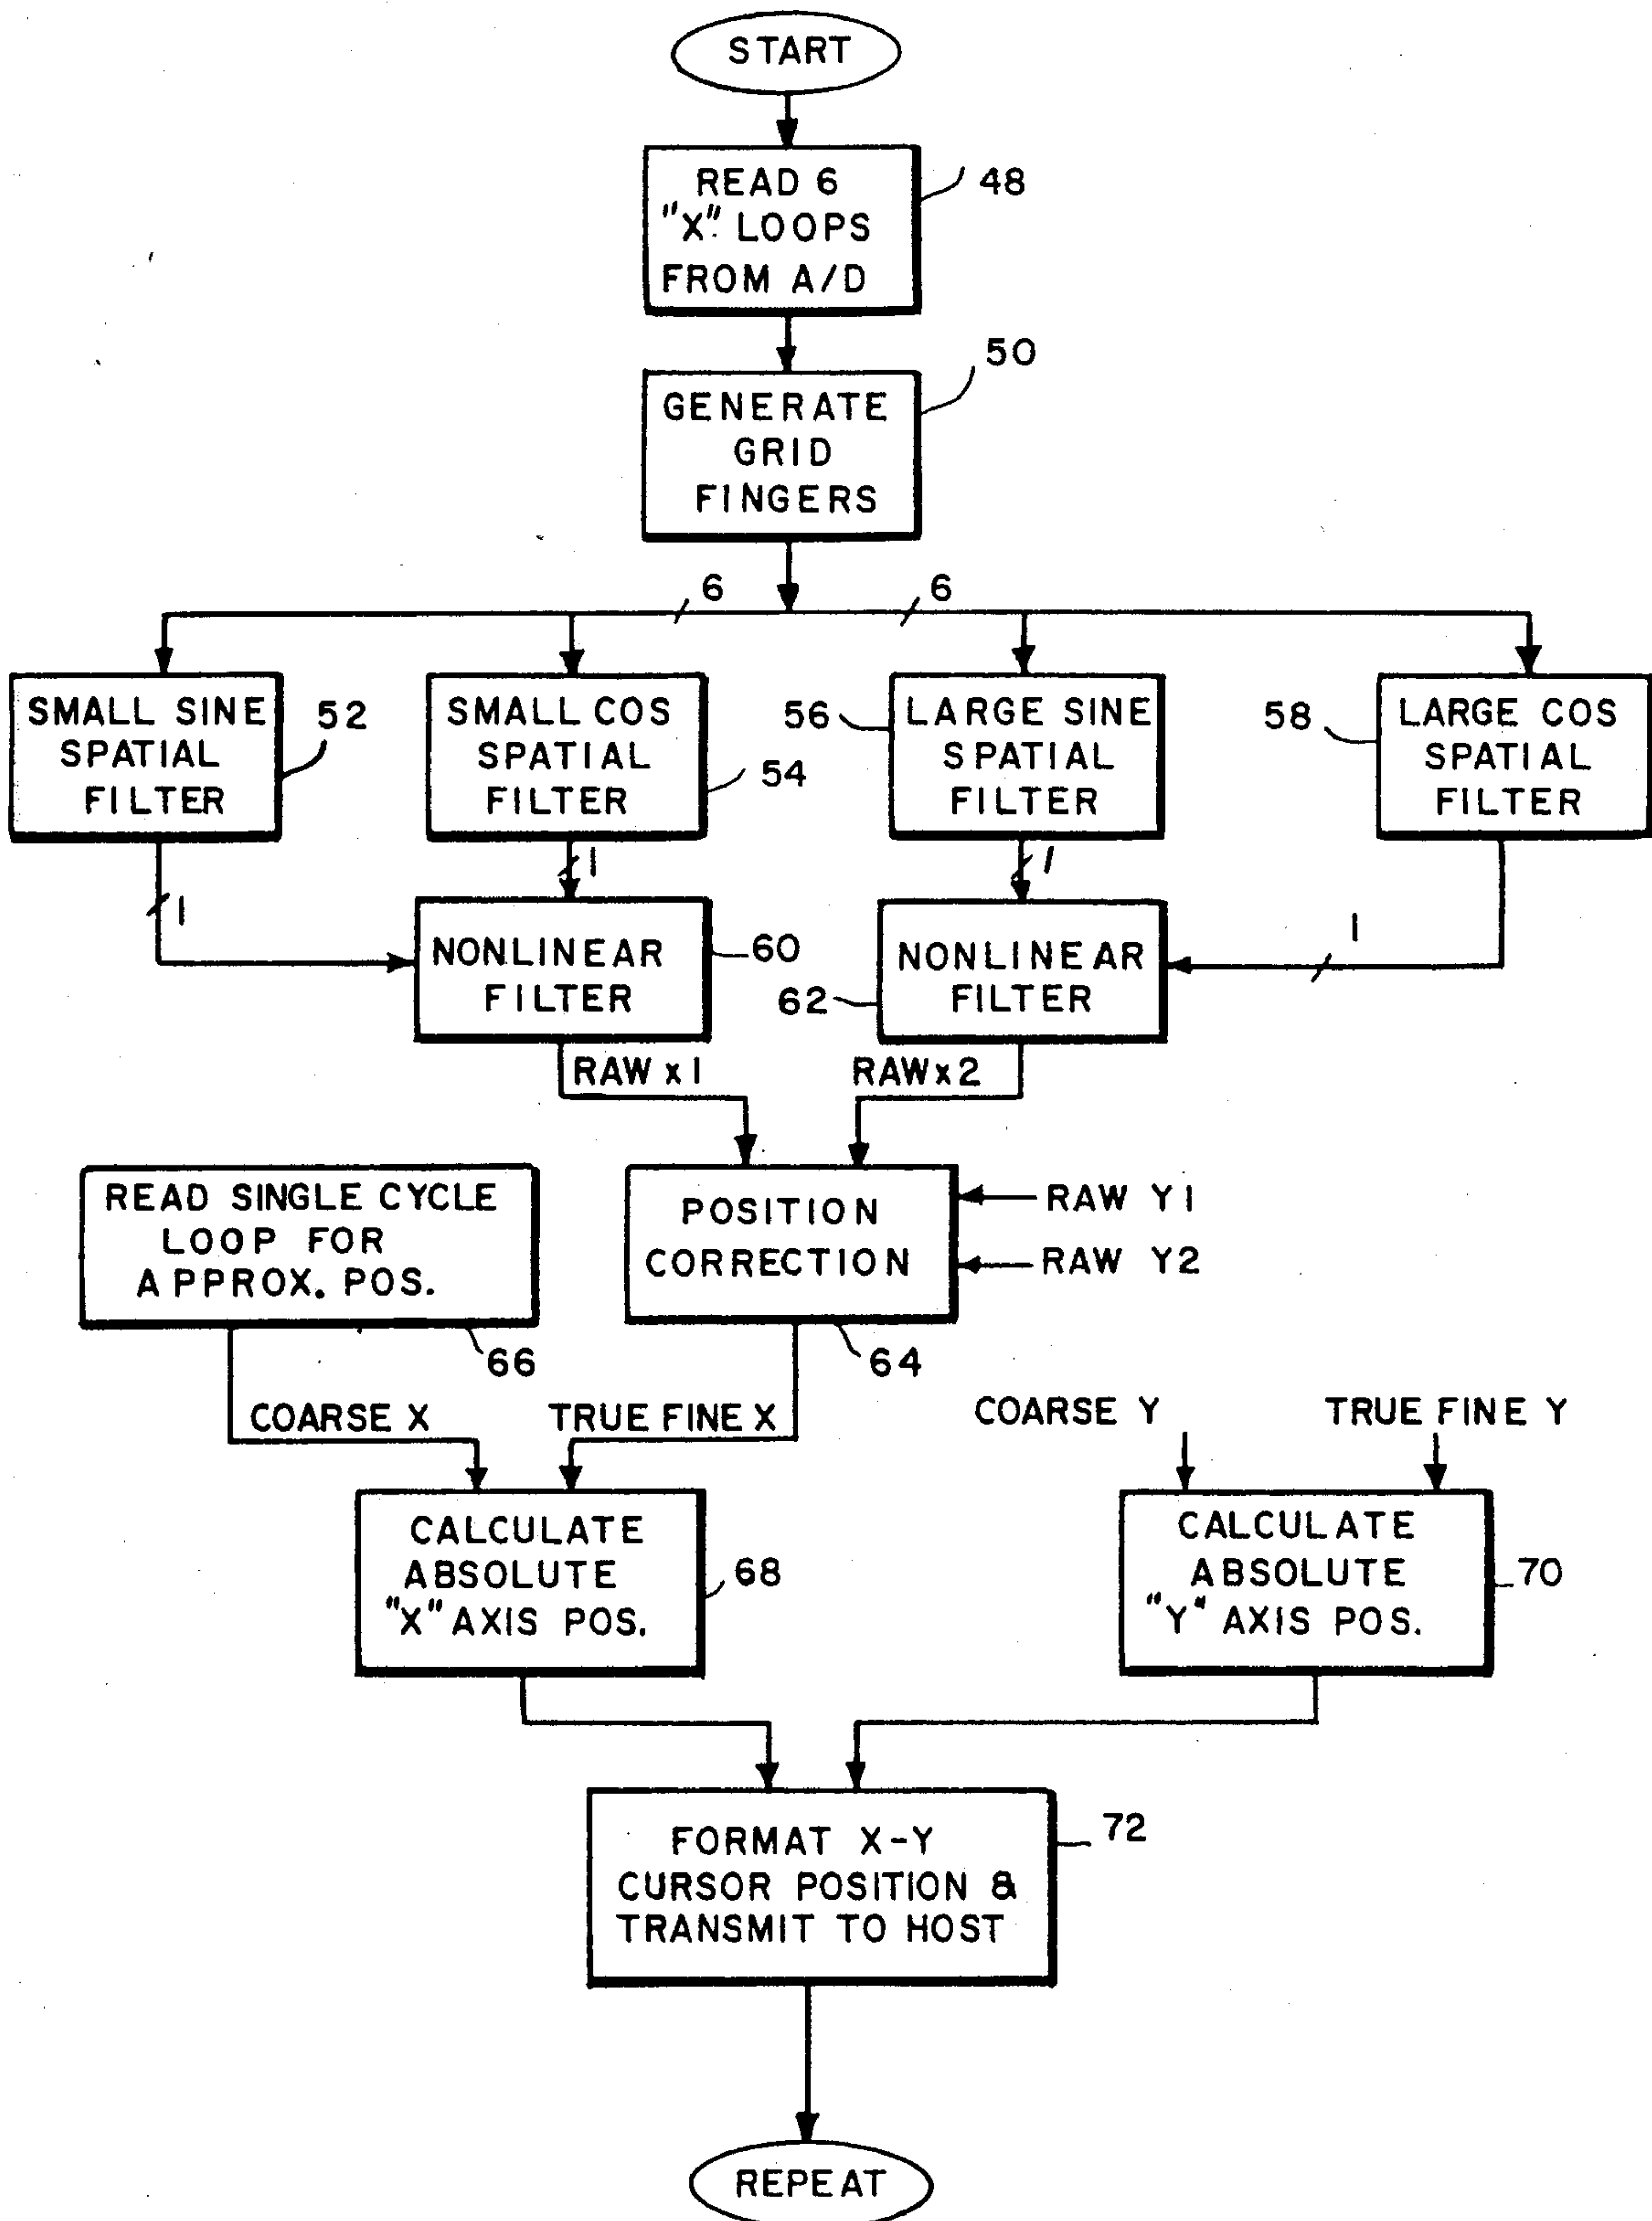 START
READ 6
"X" LOOPS
FROM A/D
48
GENERATE
GRID
FINGERS
50
6
6
SMALL SINE
SPATIAL
FILTER
52
SMALL COS
SPATIAL
FILTER
54
56
LARGE SINE
SPATIAL
FILTER
58
LARGE COS
SPATIAL
FILTER
1
1
1
1
NONLINEAR
FILTER
60
62
NONLINEAR
FILTER
RAW x1
RAW x2
READ SINGLE CYCLE
LOOP FOR
APPROX. POS.
66
POSITION
CORRECTION
64
RAW Y1
RAW Y2
COARSE X
TRUE FINE X
COARSE Y
TRUE FINE Y
CALCULATE
ABSOLUTE
"X" AXIS POS.
68
CALCULATE
ABSOLUTE
"Y" AXIS POS.
70
FORMAT X-Y
CURSOR POSITION &
TRANSMIT TO HOST
72
REPEAT